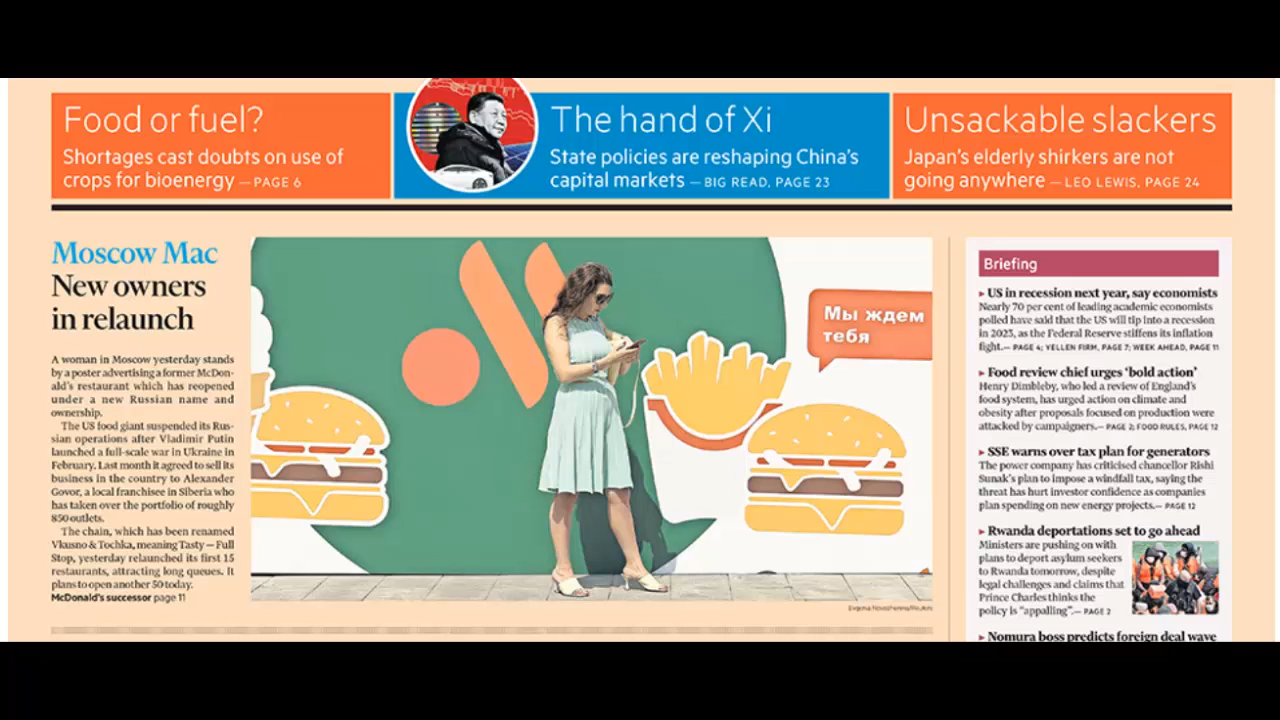 Food or fuel?
Shortages cast doubts on use of
crops for bioenergy — PAGE 6
The hand of Xi
State policies are reshaping China's
capital markets — BIG READ, PAGE 23
Unsackable slackers
Japan's elderly shirkers are not
going anywhere — LEO LEWIS, PAGE 24
Moscow Mac
New owners
in relaunch
A woman in Moscow yesterday stands
by a poster advertising a former McDon-
ald's restaurant which has reopened
under a new Russian name and
ownership.
The US food giant suspended its Rus-
sian operations after Vladimir Putin
launched a full-scale war in Ukraine in
February. Last month it agreed to sell its
business in the country to Alexander
Govor, a local franchisee in Siberia who
has taken over the portfolio of roughly
850 outlets.
The chain, which has been renamed
Vkusno & Tochka, meaning Tasty — Full
Stop, yesterday relaunched its first 15
restaurants, attracting long queues. It
plans to open another 50 today.
McDonald's successor page 11
Мы ждем
тебя
Briefing
▸ US in recession next year, say economists
Nearly 70 per cent of leading academic economists
polled have said that the US will tip into a recession
in 2023, as the Federal Reserve stiffens its inflation
fight.— PAGE 4; YELLEN FIRM, PAGE 7; WEEK AHEAD, PAGE 11
▸ Food review chief urges 'bold action'
Henry Dimbleby, who led a review of England's
food system, has urged action on climate and
obesity after proposals focused on production were
attacked by campaigners.— PAGE 2; FOOD RULES, PAGE 12
▸ SSE warns over tax plan for generators
The power company has criticised chancellor Rishi
Sunak's plan to impose a windfall tax, saying the
threat has hurt investor confidence as companies
plan spending on new energy projects.— PAGE 12
▸ Rwanda deportations set to go ahead
Ministers are pushing on with
plans to deport asylum seekers
to Rwanda tomorrow, despite
legal challenges and claims that
Prince Charles thinks the
policy is "appalling".— PAGE 2
▸ Nomura boss predicts foreign deal wave